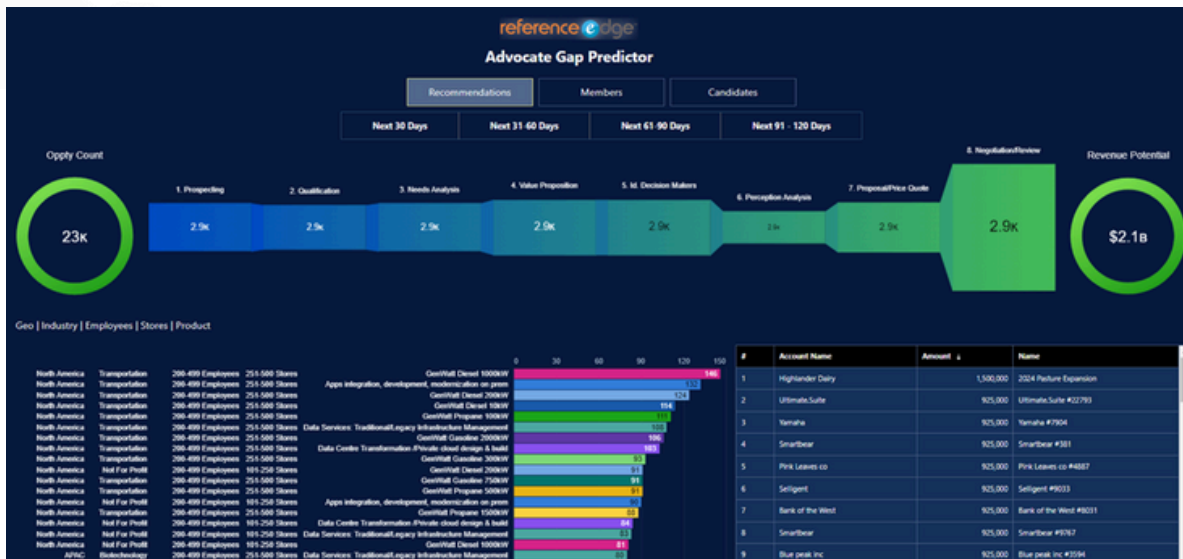 reference edge
Advocate Gap Predictor
Recommendations Members Candidates
Next 30 Days Next 31-60 Days Next 61-90 Days Next 91 - 120 Days
Oppty Count
1. Prospecting 2. Qualification 3. Needs Analysis 4. Value Proposition 5. Id. Decision Makers 6. Perception Analysis 7. Proposal/Price Quote 8. Negotiation/Review
Revenue Potential
23K 2.9K 2.9K 2.9K 2.9K 2.9K 2.9K 2.9K 2.9K $2.1B
Geo | Industry | Employees | Stores | Product
0 30 60 90 120 150
North America Transportation 200-499 Employees 251-500 Stores GenWatt Diesel 1000kW 146
North America Transportation 200-499 Employees 251-500 Stores Apps integration, development, modernization on prem 132
North America Transportation 200-499 Employees 251-500 Stores GenWatt Diesel 200kW 124
North America Transportation 200-499 Employees 251-500 Stores GenWatt Diesel 10kW 114
North America Transportation 200-499 Employees 251-500 Stores GenWatt Propane 100kW 111
North America Transportation 200-499 Employees 251-500 Stores Data Services: Traditional/Legacy Infrastructure Management 108
North America Transportation 200-499 Employees 251-500 Stores GenWatt Gasoline 2000kW 106
North America Transportation 200-499 Employees 251-500 Stores Data Centre Transformation /Private cloud design & build 103
North America Transportation 200-499 Employees 251-500 Stores GenWatt Gasoline 300kW 93
North America Not For Profit 200-499 Employees 101-250 Stores GenWatt Diesel 200kW 91
North America Transportation 200-499 Employees 251-500 Stores GenWatt Gasoline 750kW 91
North America Transportation 200-499 Employees 251-500 Stores GenWatt Propane 500kW 91
North America Not For Profit 200-499 Employees 101-250 Stores Apps integration, development, modernization on prem
North America Transportation 200-499 Employees 251-500 Stores GenWatt Propane 1500kW 88
North America Not For Profit 200-499 Employees 101-250 Stores Data Centre Transformation /Private cloud design & build 84
North America Not For Profit 200-499 Employees 101-250 Stores Data Services: Traditional/Legacy Infrastructure Management 83
North America Not For Profit 200-499 Employees 101-250 Stores GenWatt Diesel 1000kW 81
APAC Biotechnology 200-499 Employees 251-500 Stores Data Services: Traditional/Legacy Infrastructure Management 80
# Account Name Amount ↓ Name
1 Highlander Dairy 1,500,000 2024 Pasture Expansion
2 Ultimate.Suite 925,000 Ultimate.Suite #22793
3 Yamaha 925,000 Yamaha #7904
4 Smartbear 925,000 Smartbear #381
5 Pink Leaves co 925,000 Pink Leaves co #4887
6 Selligent 925,000 Selligent #9033
7 Bank of the West 925,000 Bank of the West #8031
8 Smartbear 925,000 Smartbear #9767
9 Blue peak inc 925,000 Blue peak inc #3594